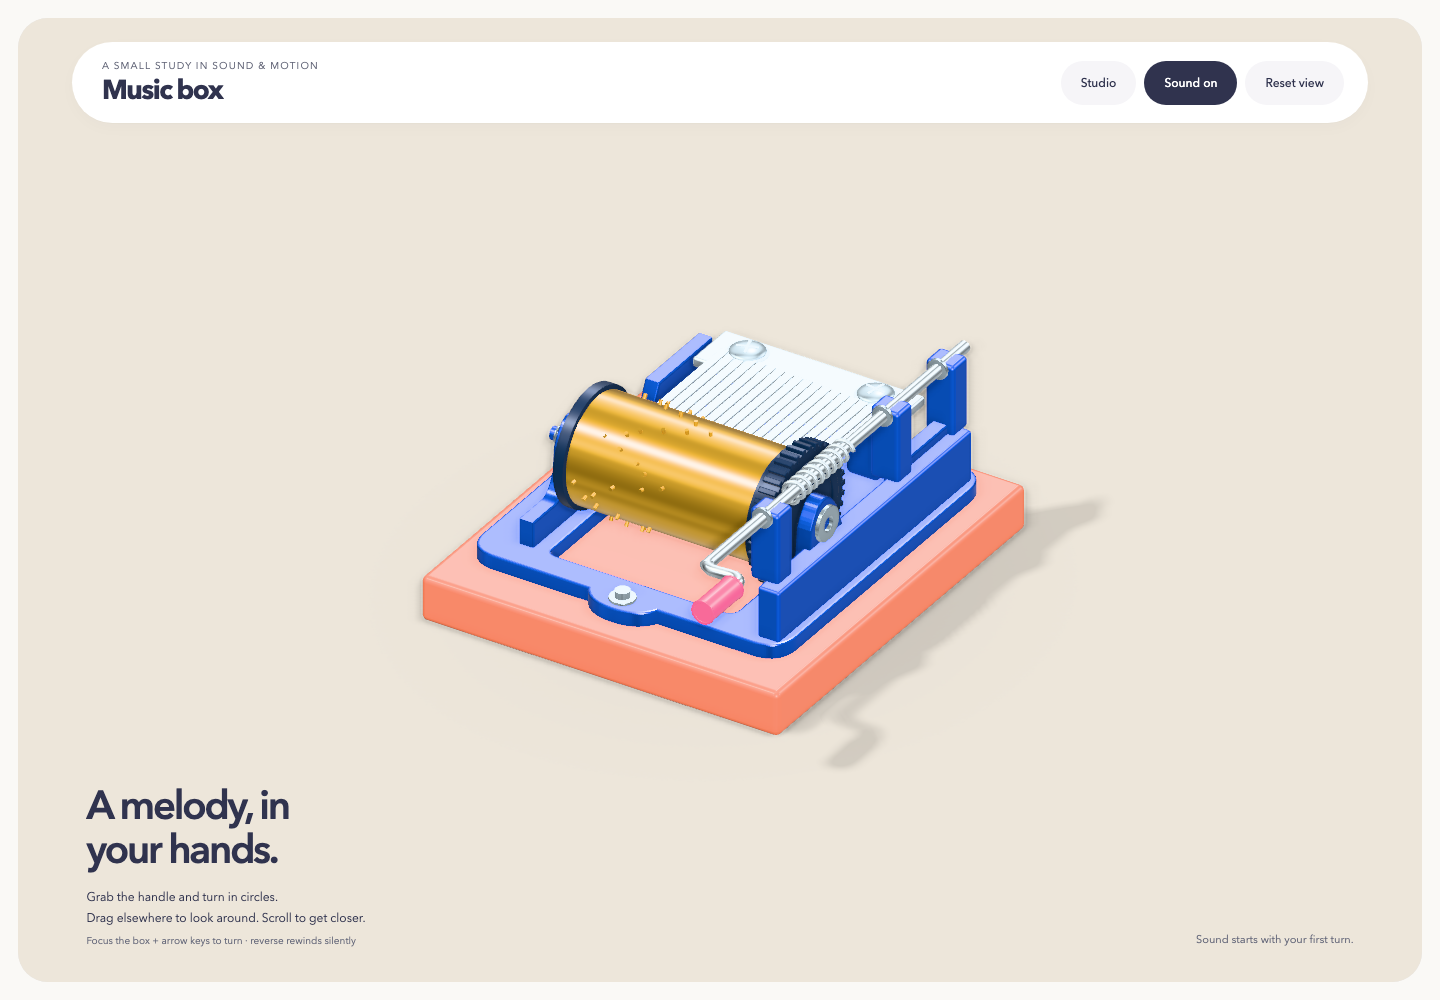 A SMALL STUDY IN SOUND & MOTION
Music box
Studio
Sound on
Reset view
A melody, in
your hands.
Grab the handle and turn in circles.
Drag elsewhere to look around. Scroll to get closer.
Focus the box + arrow keys to turn · reverse rewinds silently
Sound starts with your first turn.